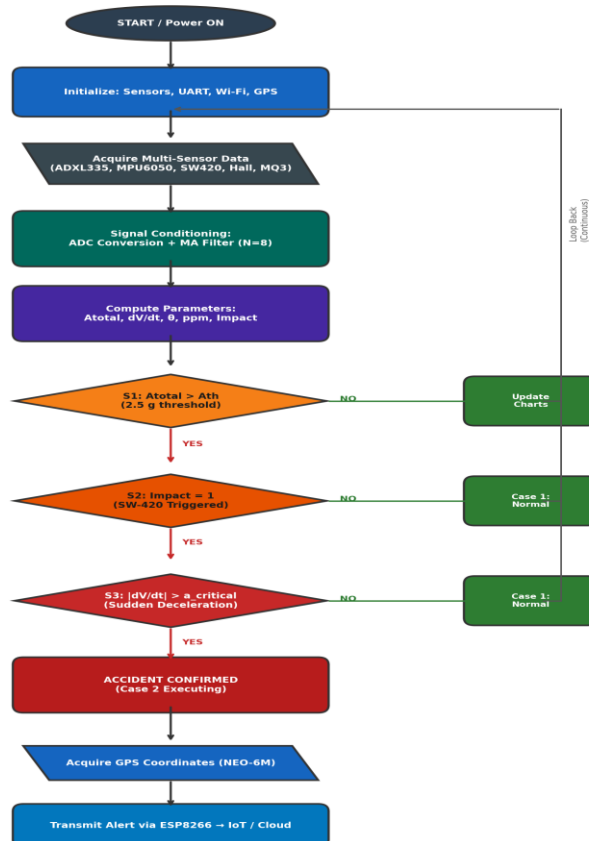 START / Power ON
Initialize: Sensors, UART, Wi-Fi, GPS
Acquire Multi-Sensor Data
(ADXL335, MPU6050, SW420, Hall, MQ3)
Signal Conditioning:
ADC Conversion + MA Filter (N=8)
Compute Parameters:
Atotal, dV/dt, θ, ppm, Impact
S1: Atotal > Ath
(2.5 g threshold)
NO
Update
Charts
YES
S2: Impact = 1
(SW-420 Triggered)
NO
Case 1:
Normal
YES
S3: |dV/dt| > a_critical
(Sudden Deceleration)
NO
Case 1:
Normal
YES
ACCIDENT CONFIRMED
(Case 2 Executing)
Acquire GPS Coordinates (NEO-6M)
Transmit Alert via ESP8266 → IoT / Cloud
Loop Back
(Continuous)